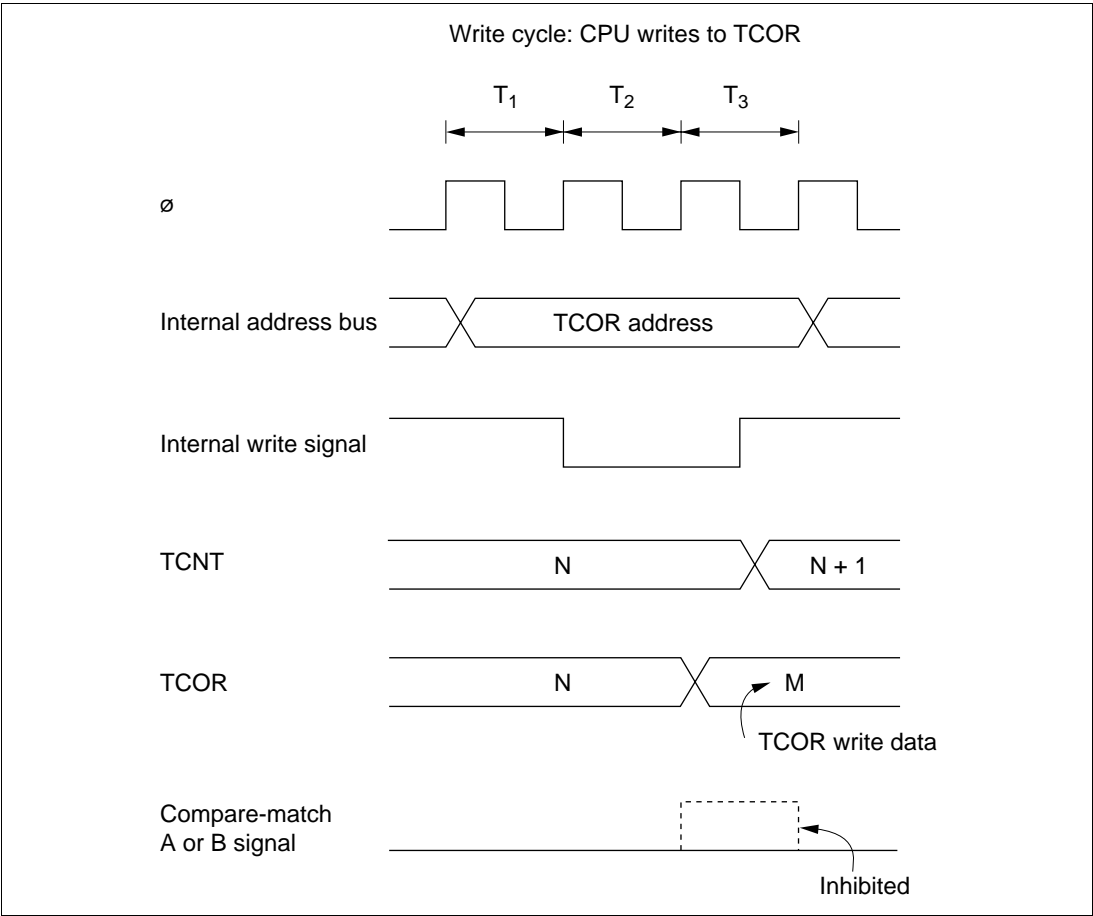 Write cycle: CPU writes to TCOR
T1 T2 T3
ø
Internal address bus
TCOR address
Internal write signal
TCNT
N
N + 1
TCOR
N
M
TCOR write data
Compare-match
A or B signal
Inhibited